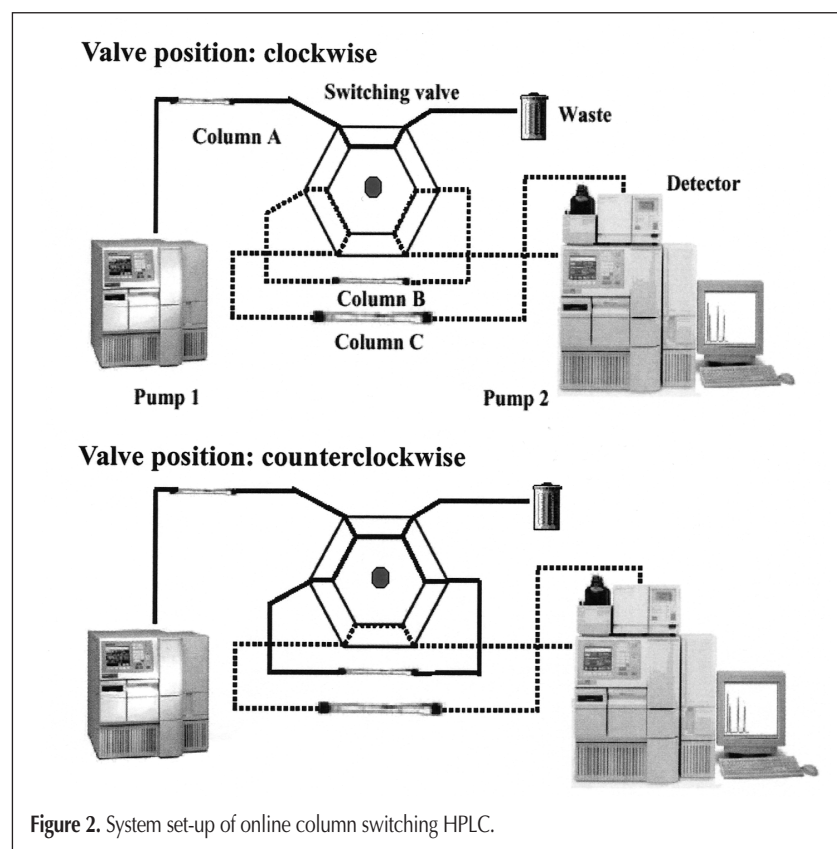 Valve position: clockwise
Switching valve
Waste
Column A
Detector
Column B
Column C
Pump 1
Pump 2
Valve position: counterclockwise
Figure 2. System set-up of online column switching HPLC.